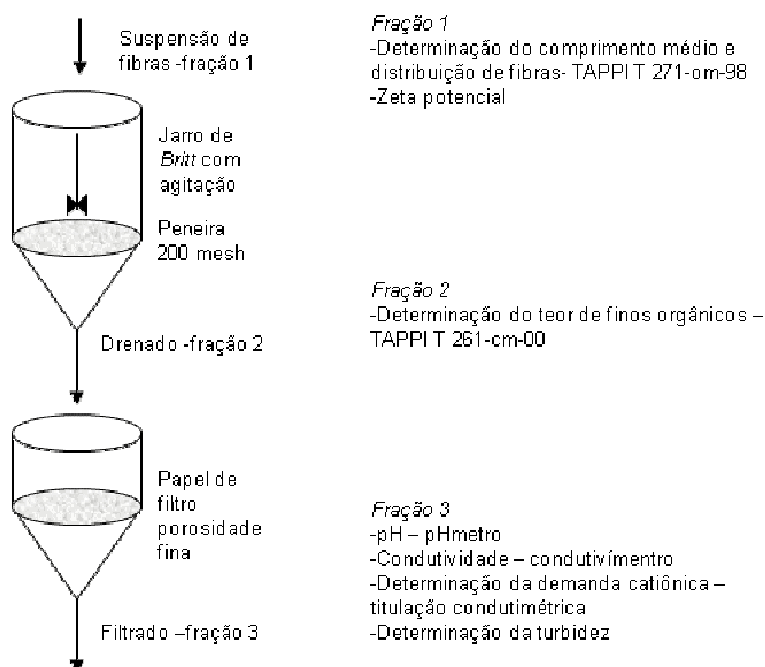 Suspensão de
fibras -fração 1
Jarro de
Britt com
agitação
Peneira
200 mesh
Drenado -fração 2
Papel de
filtro
porosidade
fina
Filtrado –fração 3
Fração 1
-Determinação do comprimento médio e
distribuição de fibras- TAPPI T 271-om-98
-Zeta potencial
Fração 2
-Determinação do teor de finos orgânicos –
TAPPI T 261-cm-00
Fração 3
-pH – pHmetro
-Condutividade – condutivímentro
-Determinação da demanda catiônica –
titulação condutimétrica
-Determinação da turbidez